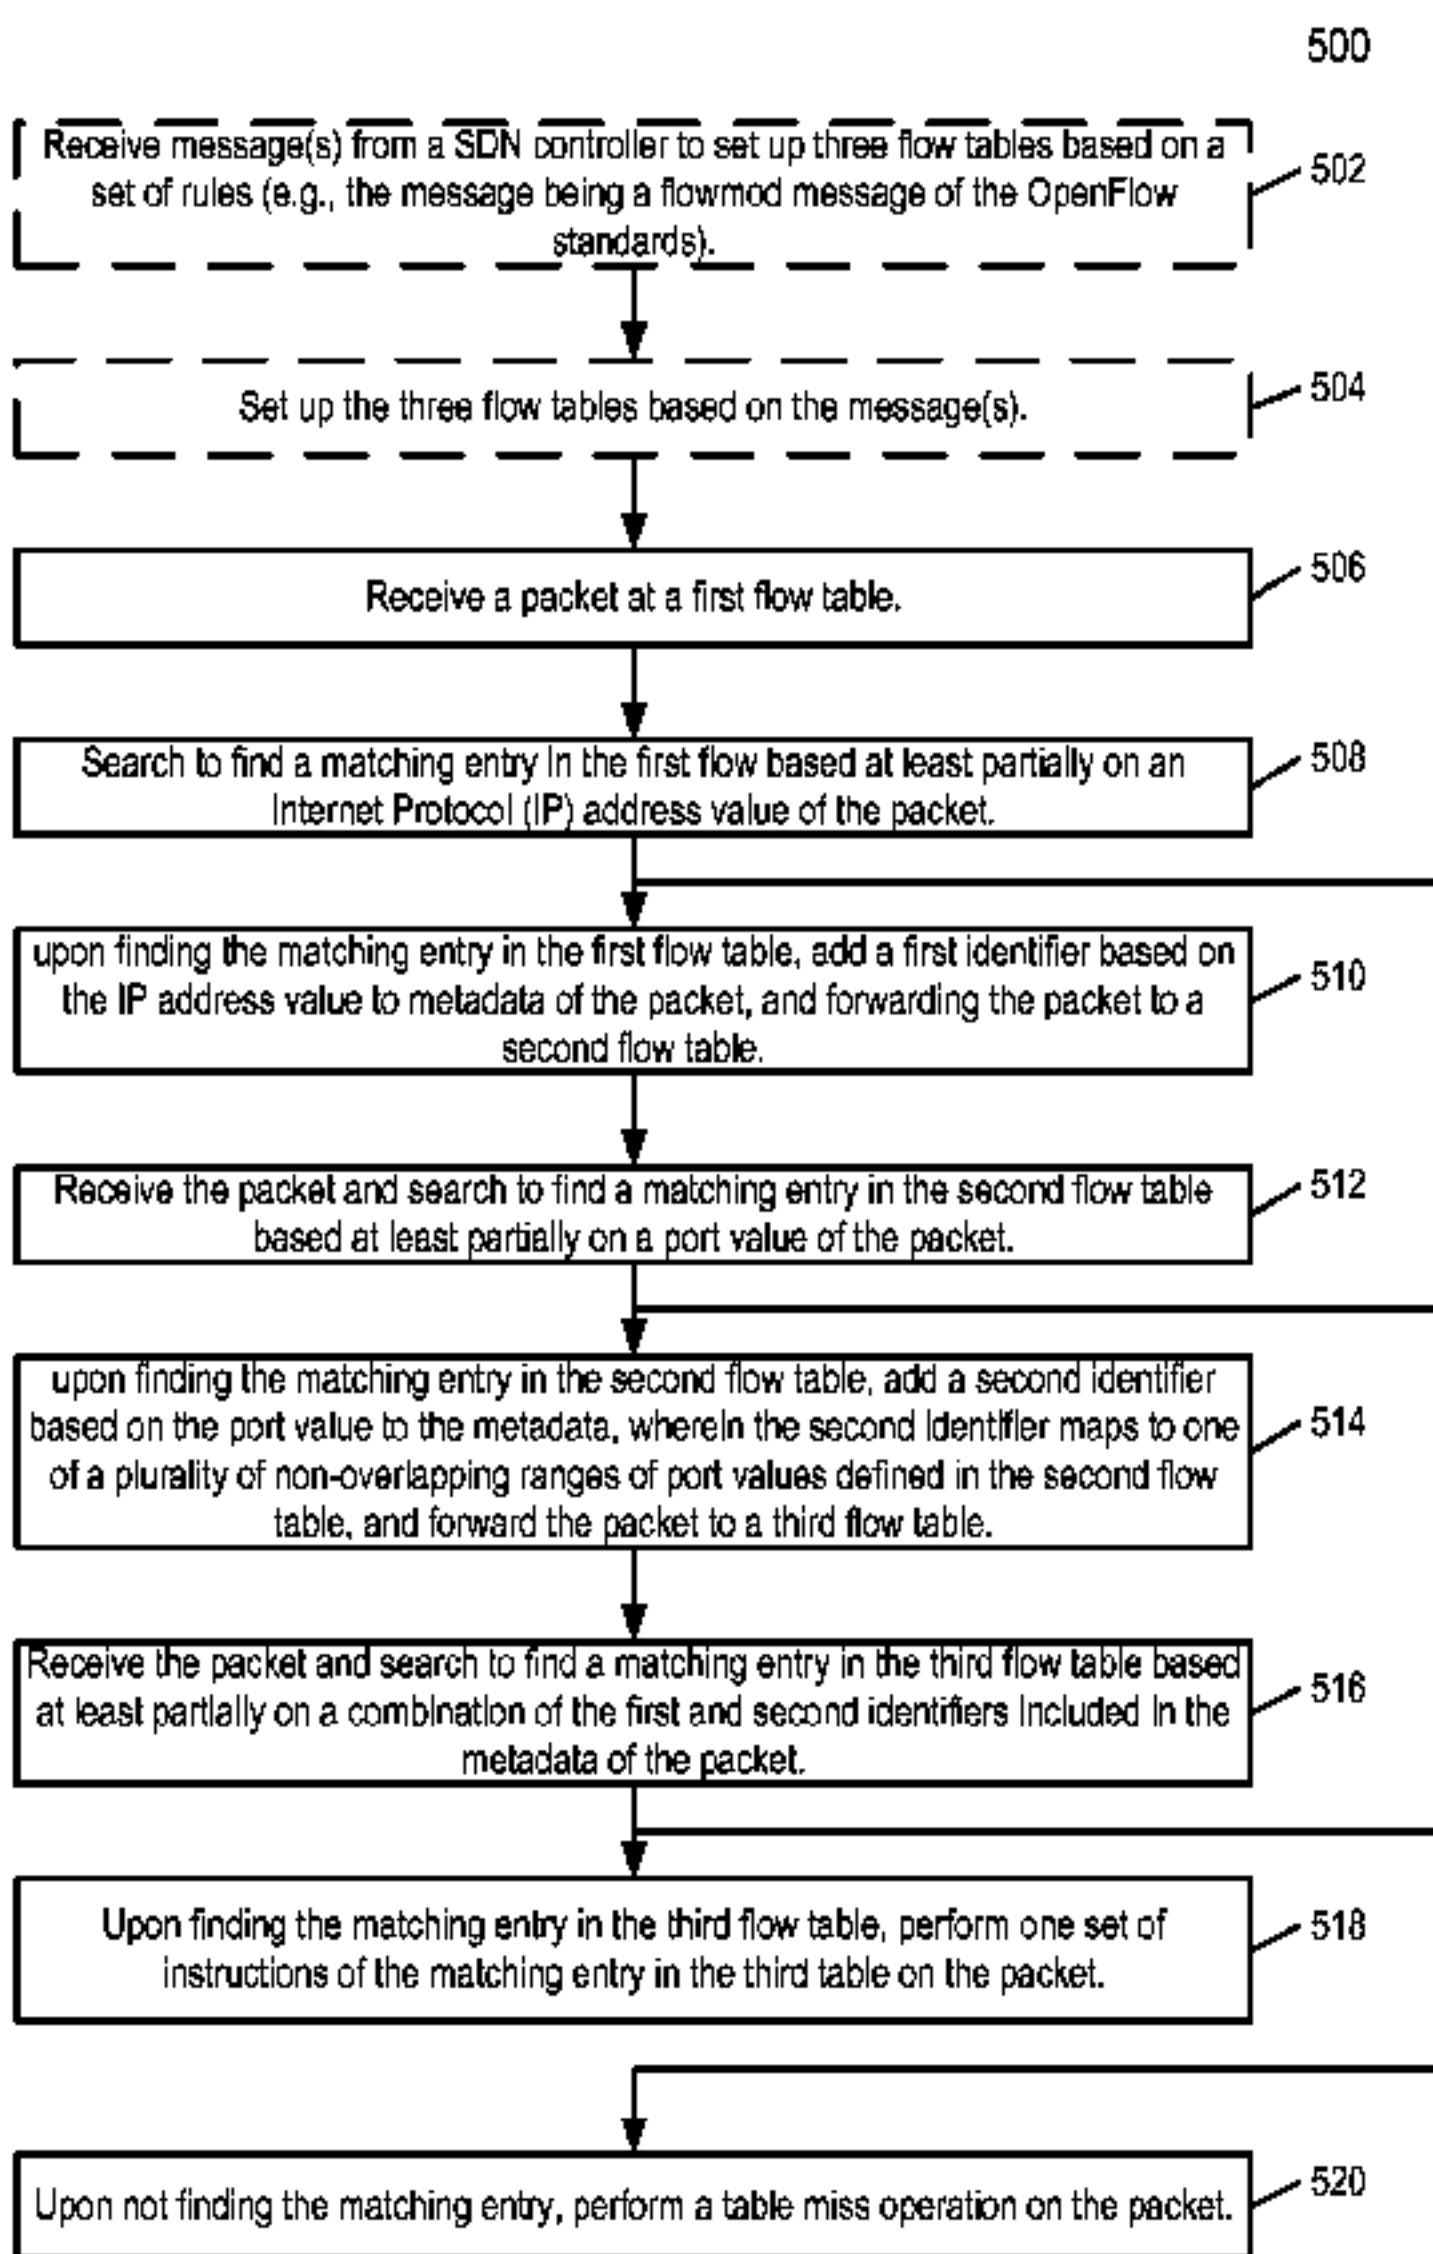 500
Receive message(s) from a SDN controller to set up three flow tables based on a
set of rules (e.g., the message being a flowmod message of the OpenFlow
standards).
502
Set up the three flow tables based on the message(s).
504
Receive a packet at a first flow table.
506
Search to find a matching entry In the first flow based at least partially on an
Internet Protocol (IP) address value of the packet.
508
upon finding the matching entry in the first flow table, add a first identifier based on
the IP address value to metadata of the packet, and forwarding the packet to a
second flow table.
510
Receive the packet and search to find a matching entry in the second flow table
based at least partially on a port value of the packet.
512
upon finding the matching entry in the second flow table, add a second identifier
based on the port value to the metadata, wherein the second identifier maps to one
of a plurality of non-overlapping ranges of port values defined in the second flow
table, and forward the packet to a third flow table.
514
Receive the packet and search to find a matching entry in the third flow table based
at least partially on a combination of the first and second identifiers Included In the
metadata of the packet.
516
Upon finding the matching entry in the third flow table, perform one set of
instructions of the matching entry in the third table on the packet.
518
Upon not finding the matching entry, perform a table miss operation on the packet.
520